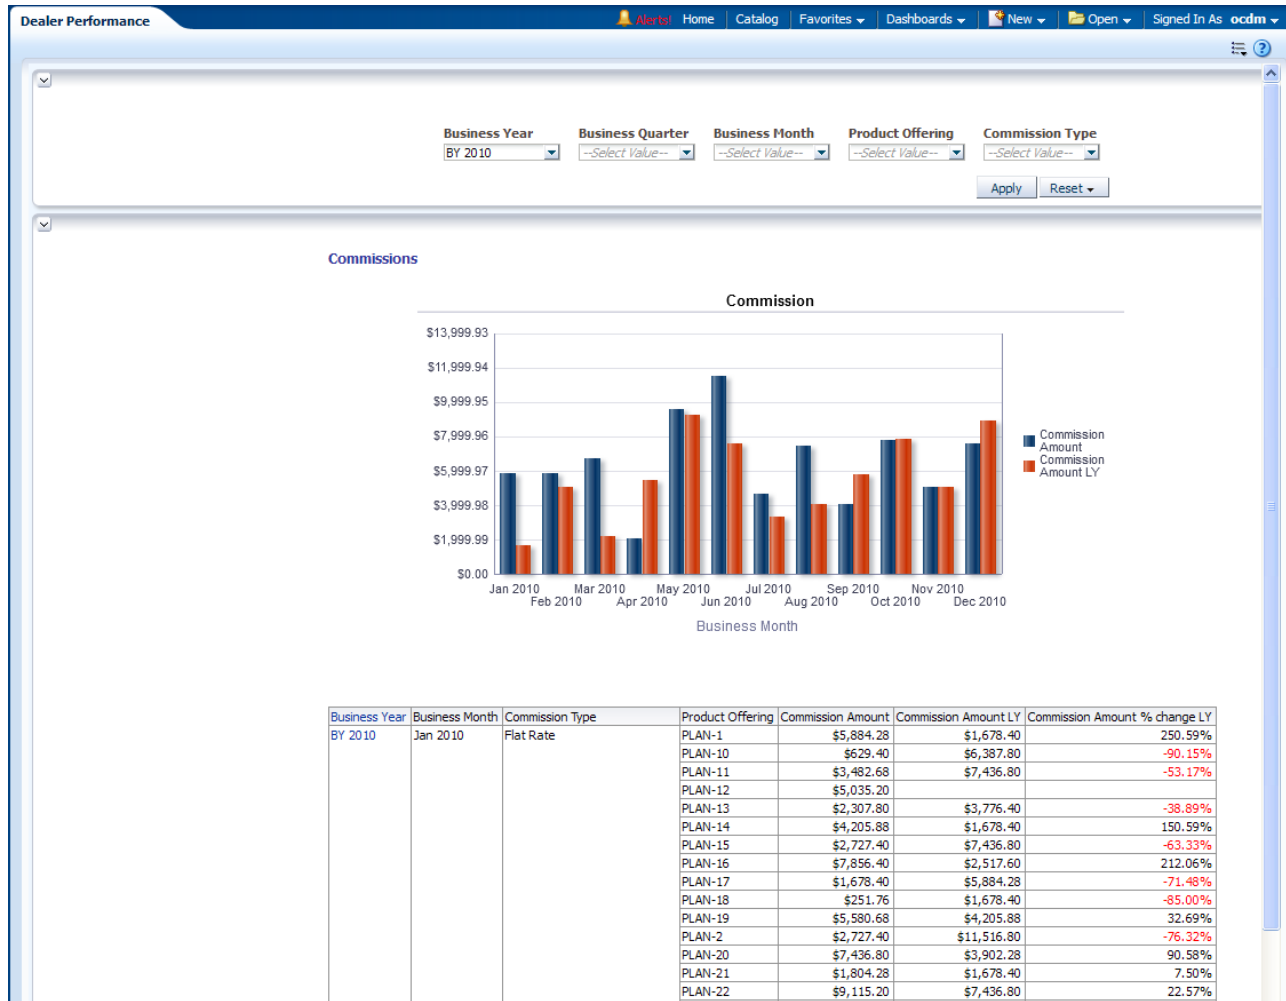 Dealer Performance
Alerts! Home Catalog Favorites Dashboards New Open Signed In As ocdm
Business Year Business Quarter Business Month Product Offering Commission Type
BY 2010 --Select Value-- --Select Value-- --Select Value-- --Select Value--
Apply Reset
Commissions
Commission
$13,999.93
$11,999.94
$9,999.95
$7,999.96
$5,999.97
$3,999.98
$1,999.99
$0.00
Commission
Amount
Commission
Amount LY
Jan 2010 Mar 2010 May 2010 Jul 2010 Sep 2010 Nov 2010
Feb 2010 Apr 2010 Jun 2010 Aug 2010 Oct 2010 Dec 2010
Business Month
Business Year Business Month Commission Type Product Offering Commission Amount Commission Amount LY Commission Amount % change LY
BY 2010 Jan 2010 Flat Rate PLAN-1 $5,884.28 $1,678.40 250.59%
PLAN-10 $629.40 $6,387.80 -90.15%
PLAN-11 $3,482.68 $7,436.80 -53.17%
PLAN-12 $5,035.20
PLAN-13 $2,307.80 $3,776.40 -38.89%
PLAN-14 $4,205.88 $1,678.40 150.59%
PLAN-15 $2,727.40 $7,436.80 -63.33%
PLAN-16 $7,856.40 $2,517.60 212.06%
PLAN-17 $1,678.40 $5,884.28 -71.48%
PLAN-18 $251.76 $1,678.40 -85.00%
PLAN-19 $5,580.68 $4,205.88 32.69%
PLAN-2 $2,727.40 $11,516.80 -76.32%
PLAN-20 $7,436.80 $3,902.28 90.58%
PLAN-21 $1,804.28 $1,678.40 7.50%
PLAN-22 $9,115.20 $7,436.80 22.57%